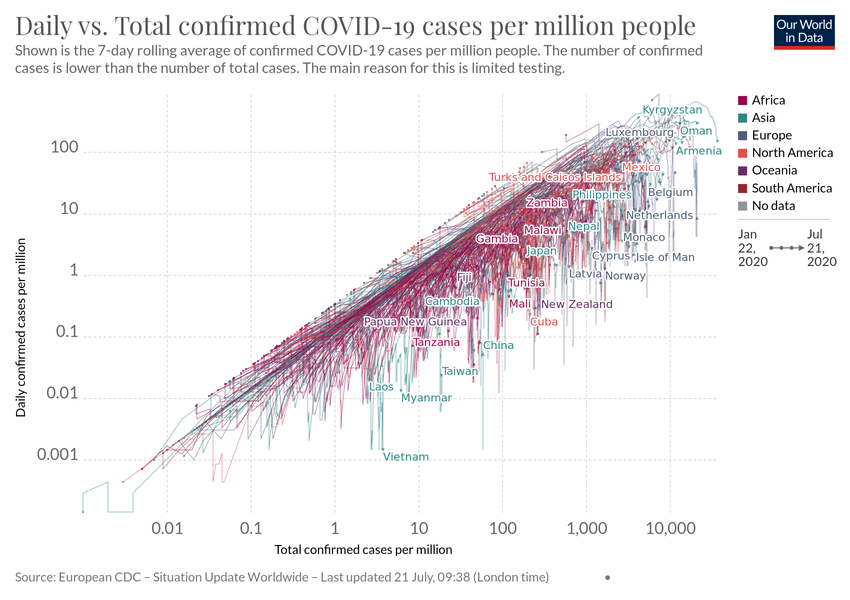 Daily vs. Total confirmed COVID-19 cases per million people
Our World
in Data
Shown is the 7-day rolling average of confirmed COVID-19 cases per million people. The number of confirmed
cases is lower than the number of total cases. The main reason for this is limited testing.
Daily confirmed cases per million
100
10
1
0.1
0.01
0.001
Kyrgyzstan
Luxembourg
Oman
Armenia
Mexico
Turks and Caicos Islands
Philippines
Belgium
Zambia
Netherlands
Malawi
Nepal
Gambia
Monaco
Japan
Cyprus
Isle of Man
Fiji
Latvia
Norway
Tunisia
Cambodia
Mali
New Zealand
Papua New Guinea
Cuba
Tanzania
China
Taiwan
Laos
Myanmar
Vietnam
0.01
0.1
1
10
100
1,000
10,000
Total confirmed cases per million
Africa
Asia
Europe
North America
Oceania
South America
No data
Jan
22,
2020
Jul
21,
2020
Source: European CDC – Situation Update Worldwide – Last updated 21 July, 09:38 (London time)